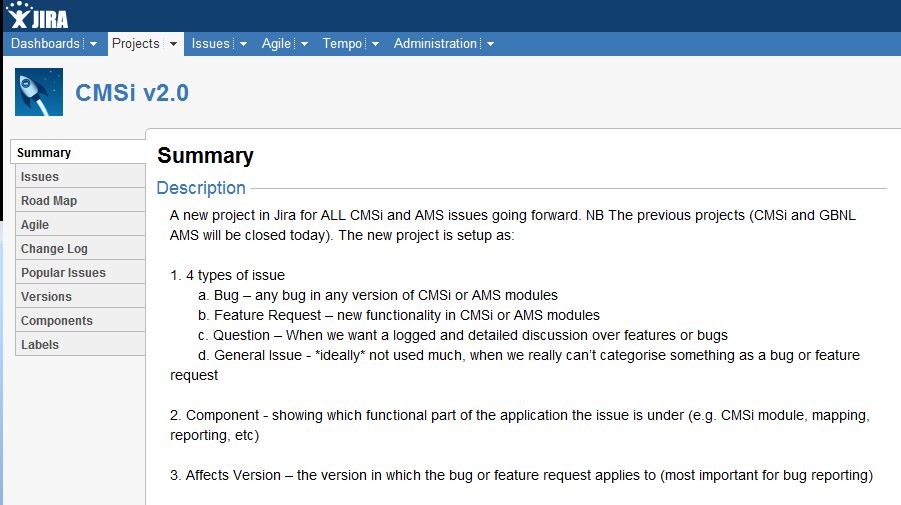 JIRA
Dashboards Projects Issues Agile Tempo Administration
CMSi v2.0
Summary
Issues
Road Map
Agile
Change Log
Popular Issues
Versions
Components
Labels
Summary
Description
A new project in Jira for ALL CMSi and AMS issues going forward. NB The previous projects (CMSi and GBNL
AMS will be closed today). The new project is setup as:
1. 4 types of issue
a. Bug – any bug in any version of CMSi or AMS modules
b. Feature Request – new functionality in CMSi or AMS modules
c. Question – When we want a logged and detailed discussion over features or bugs
d. General Issue - *ideally* not used much, when we really can’t categorise something as a bug or feature
request
2. Component - showing which functional part of the application the issue is under (e.g. CMSi module, mapping,
reporting, etc)
3. Affects Version – the version in which the bug or feature request applies to (most important for bug reporting)